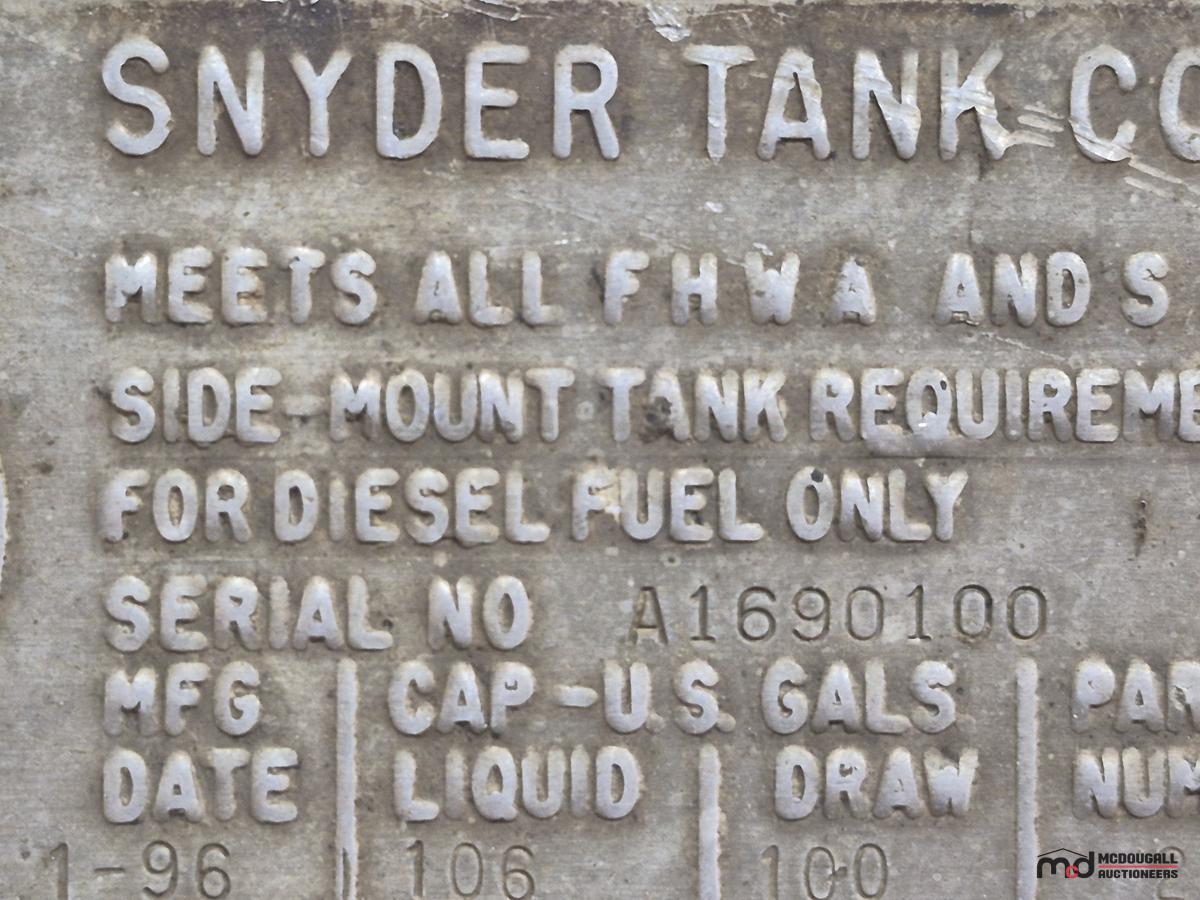 SNYDER TANK CO
MEETS ALL F H W A AND S
SIDE-MOUNT TANK REQUIREME
FOR DIESEL FUEL ONLY
SERIAL NO A1690100
MFG CAP-U.S. GALS PAR
DATE LIQUID DRAW NUM
1-96 106 100 2
MCDOUGALL
AUCTIONEERS